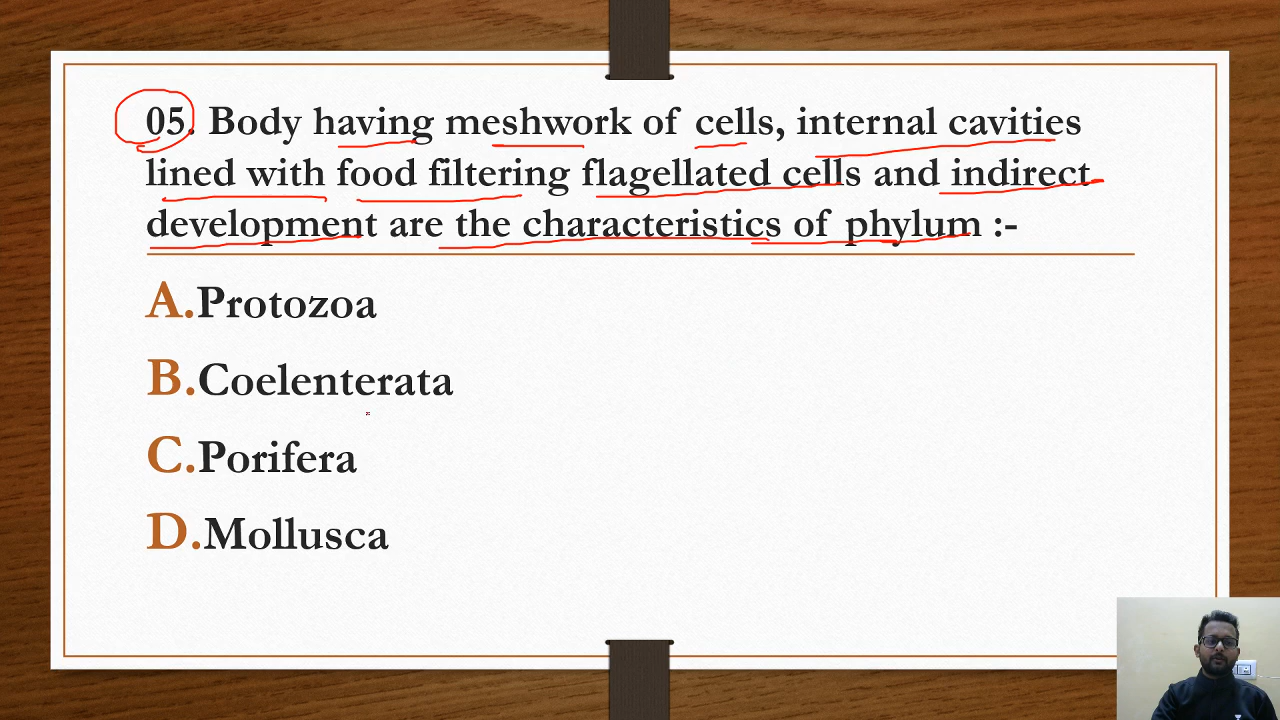 05. Body having meshwork of cells, internal cavities
lined with food filtering flagellated cells and indirect
development are the characteristics of phylum :-
A.Protozoa
B.Coelenterata
C.Porifera
D.Mollusca